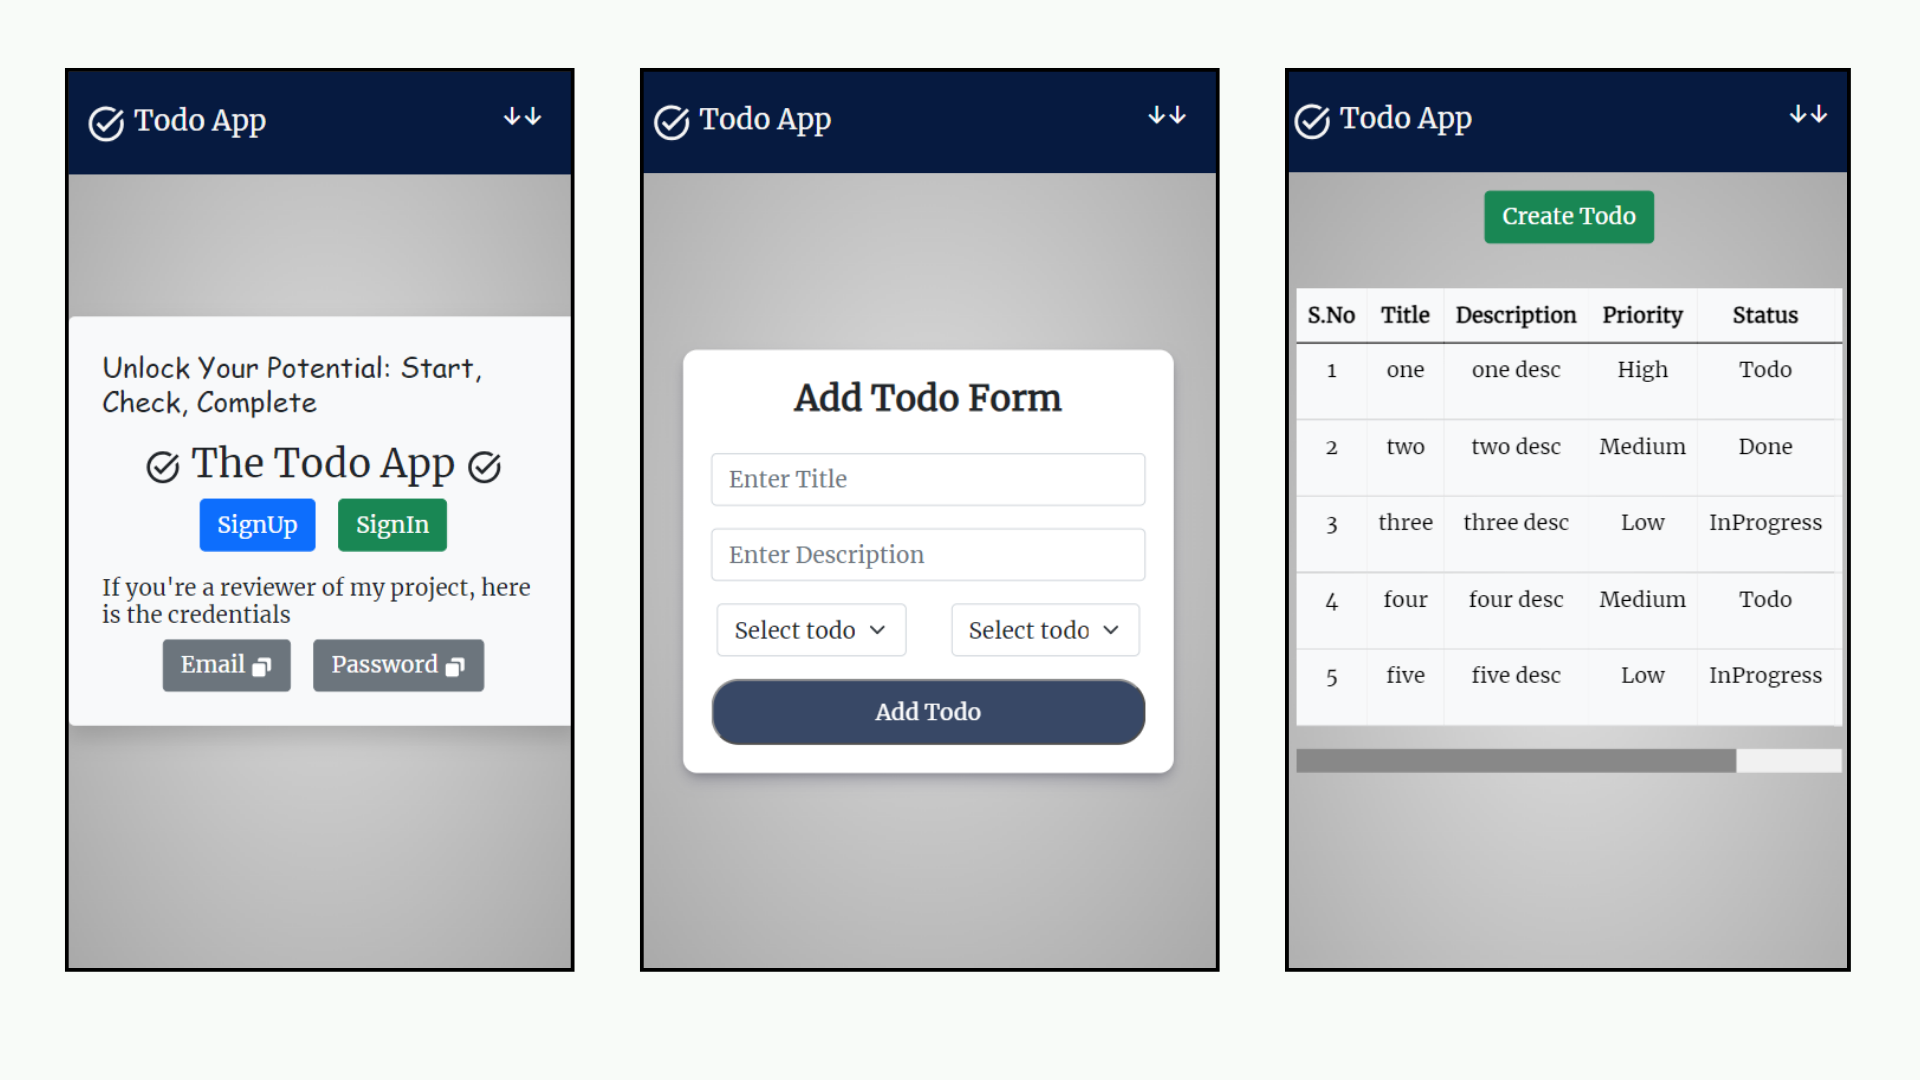 Todo App ↓↓
Unlock Your Potential: Start,
Check, Complete
The Todo App
SignUp SignIn
If you're a reviewer of my project, here
is the credentials
Email Password
Todo App ↓↓
Add Todo Form
Enter Title
Enter Description
Select todo Select todo
Add Todo
Todo App ↓↓
Create Todo
S.No Title Description Priority Status
1 one one desc High Todo
2 two two desc Medium Done
3 three three desc Low InProgress
4 four four desc Medium Todo
5 five five desc Low InProgress